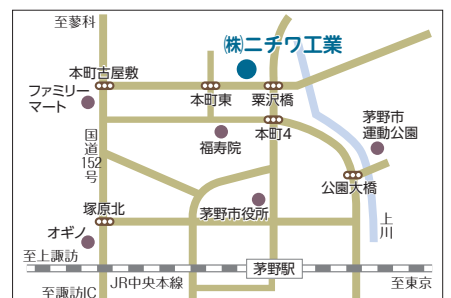 至蓼科
㈱ニチワ工業
本町古屋敷
ファミリー
マート
本町東
粟沢橋
茅野市
運動公園
国道152号
福寿院
本町4
公園大橋
塚原北
茅野市役所
上川
オギノ
至上諏訪
茅野駅
JR中央本線
至東京
至諏訪IC